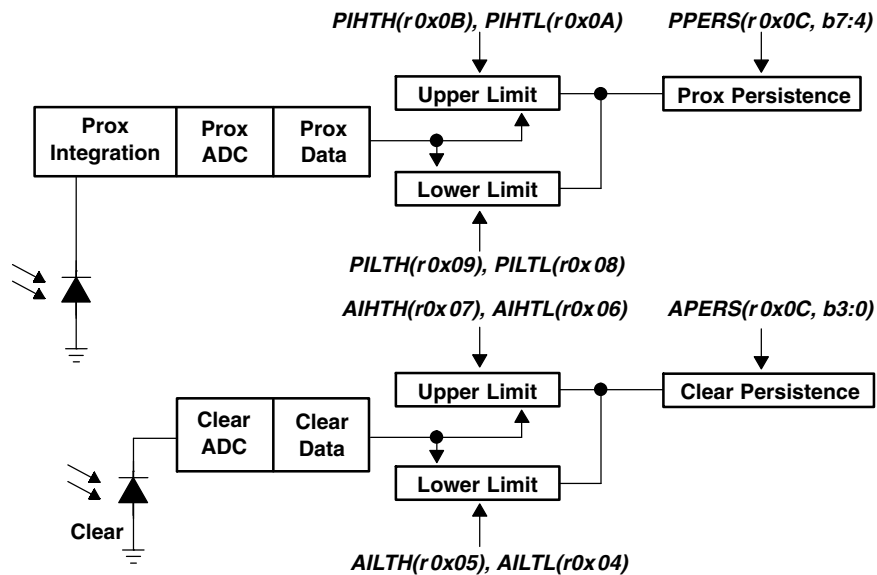 PIHTH(r0x0B), PIHTL(r0x0A)
PPERS(r0x0C, b7:4)
Upper Limit
Prox Persistence
Prox Integration
Prox ADC
Prox Data
Lower Limit
PILTH(r0x09), PILTL(r0x08)
AIHTH(r0x07), AIHTL(r0x06)
APERS(r0x0C, b3:0)
Upper Limit
Clear Persistence
Clear ADC
Clear Data
Lower Limit
Clear
AILTH(r0x05), AILTL(r0x04)